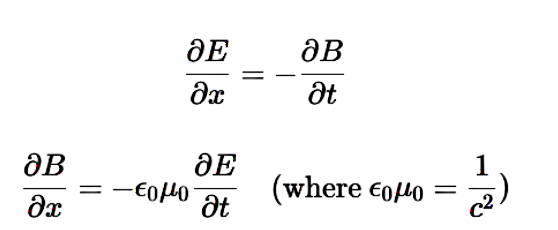 ∂E/∂x = −∂B/∂t
∂B/∂x = −ϵ₀μ₀ ∂E/∂t (where ϵ₀μ₀ = 1/c²)